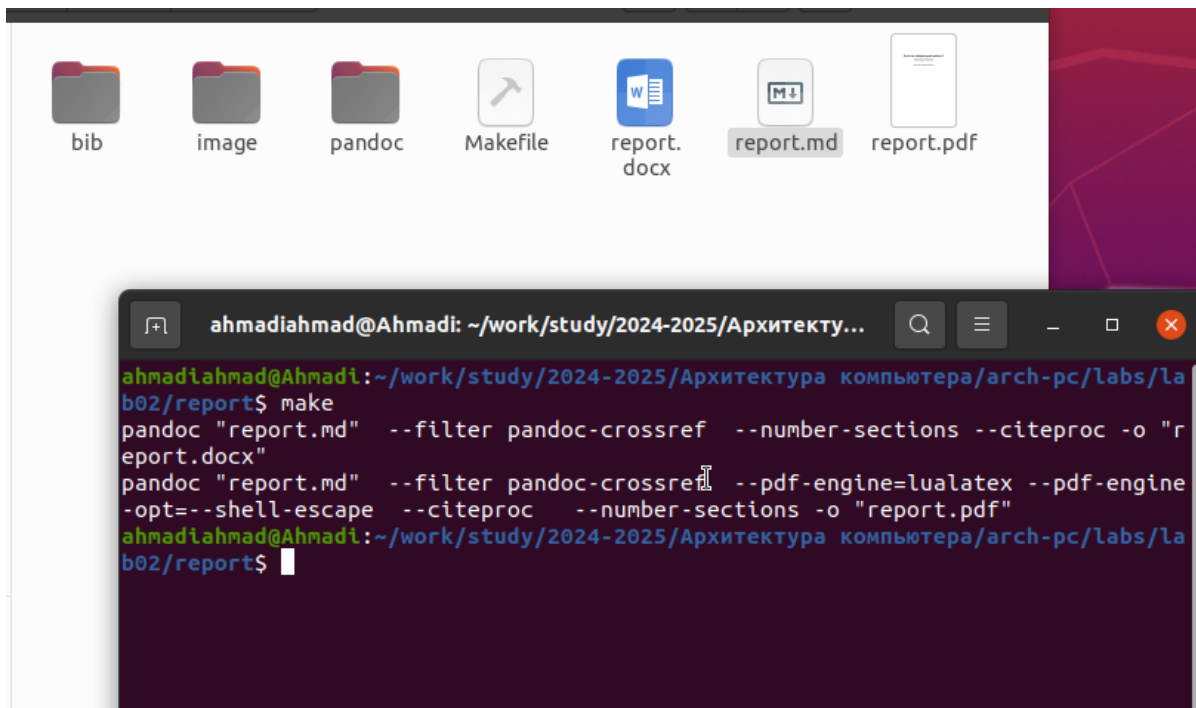 bib
image
pandoc
Makefile
report.
docx
report.md
report.pdf
ahmadiahmad@Ahmadi: ~/work/study/2024-2025/Архитекту...
ahmadiahmad@Ahmadi:~/work/study/2024-2025/Архитектура компьютера/arch-pc/labs/la
b02/report$ make
pandoc "report.md"  --filter pandoc-crossref  --number-sections --citeproc -o "r
eport.docx"
pandoc "report.md"  --filter pandoc-crossref  --pdf-engine=lualatex --pdf-engine
-opt=--shell-escape  --citeproc   --number-sections -o "report.pdf"
ahmadiahmad@Ahmadi:~/work/study/2024-2025/Архитектура компьютера/arch-pc/labs/la
b02/report$